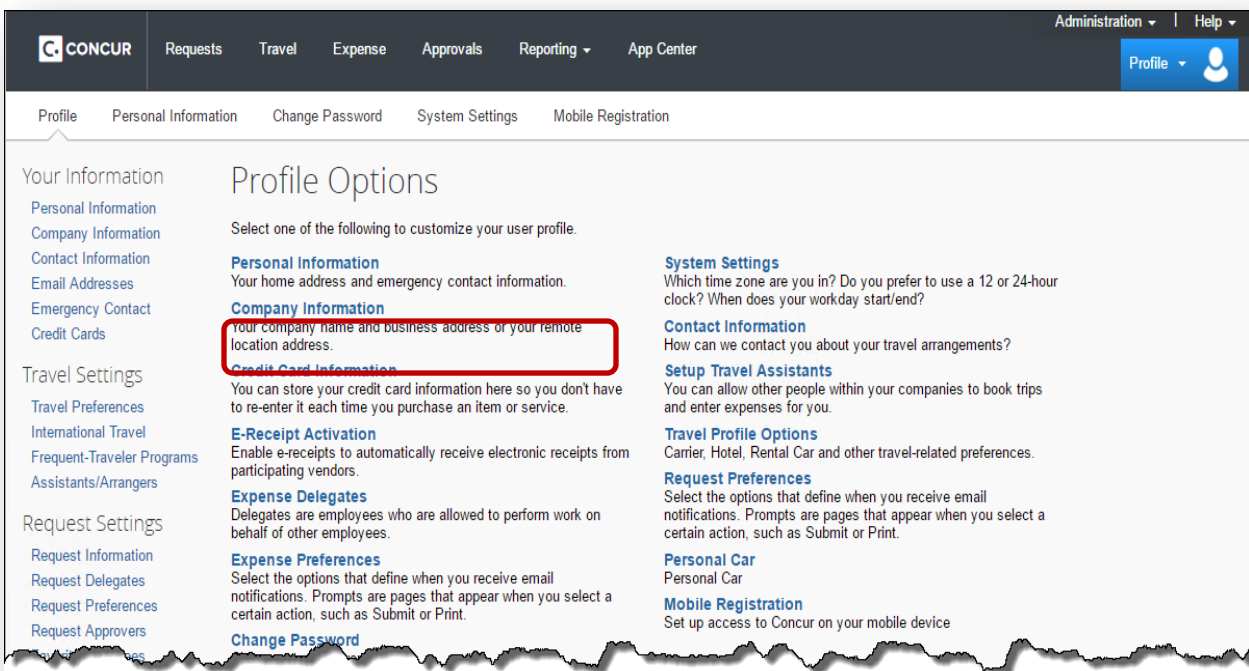 Administration | Help
C. CONCUR Requests Travel Expense Approvals Reporting App Center
Profile
Profile Personal Information Change Password System Settings Mobile Registration
Your Information
Personal Information
Company Information
Contact Information
Email Addresses
Emergency Contact
Credit Cards
Travel Settings
Travel Preferences
International Travel
Frequent-Traveler Programs
Assistants/Arrangers
Request Settings
Request Information
Request Delegates
Request Preferences
Request Approvers
Profile Options
Select one of the following to customize your user profile.
Personal Information
Your home address and emergency contact information.
Company Information
Your company name and business address or your remote
location address.
Credit Card Information
You can store your credit card information here so you don't have
to re-enter it each time you purchase an item or service.
E-Receipt Activation
Enable e-receipts to automatically receive electronic receipts from
participating vendors.
Expense Delegates
Delegates are employees who are allowed to perform work on
behalf of other employees.
Expense Preferences
Select the options that define when you receive email
notifications. Prompts are pages that appear when you select a
certain action, such as Submit or Print.
Change Password
System Settings
Which time zone are you in? Do you prefer to use a 12 or 24-hour
clock? When does your workday start/end?
Contact Information
How can we contact you about your travel arrangements?
Setup Travel Assistants
You can allow other people within your companies to book trips
and enter expenses for you.
Travel Profile Options
Carrier, Hotel, Rental Car and other travel-related preferences.
Request Preferences
Select the options that define when you receive email
notifications. Prompts are pages that appear when you select a
certain action, such as Submit or Print.
Personal Car
Personal Car
Mobile Registration
Set up access to Concur on your mobile device